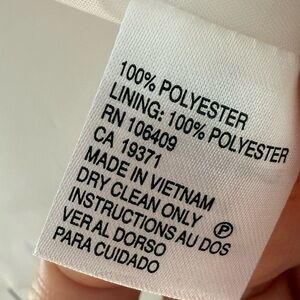 100% POLYESTER
LINING: 100% POLYESTER
RN 106409
CA 19371
MADE IN VIETNAM
DRY CLEAN ONLY Ⓟ
INSTRUCTIONS AU DOS
VER AL DORSO
PARA CUIDADO